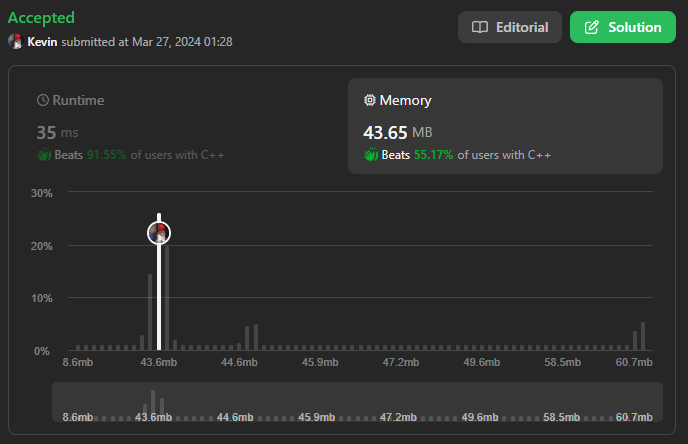 Accepted
Kevin submitted at Mar 27, 2024 01:28
Editorial
Solution
Runtime
35 ms
Beats 91.55% of users with C++
Memory
43.65 MB
Beats 55.17% of users with C++
30%
20%
10%
0%
8.6mb 43.6mb 44.6mb 45.9mb 47.2mb 49.6mb 58.5mb 60.7mb
8.6mb 43.6mb 44.6mb 45.9mb 47.2mb 49.6mb 58.5mb 60.7mb